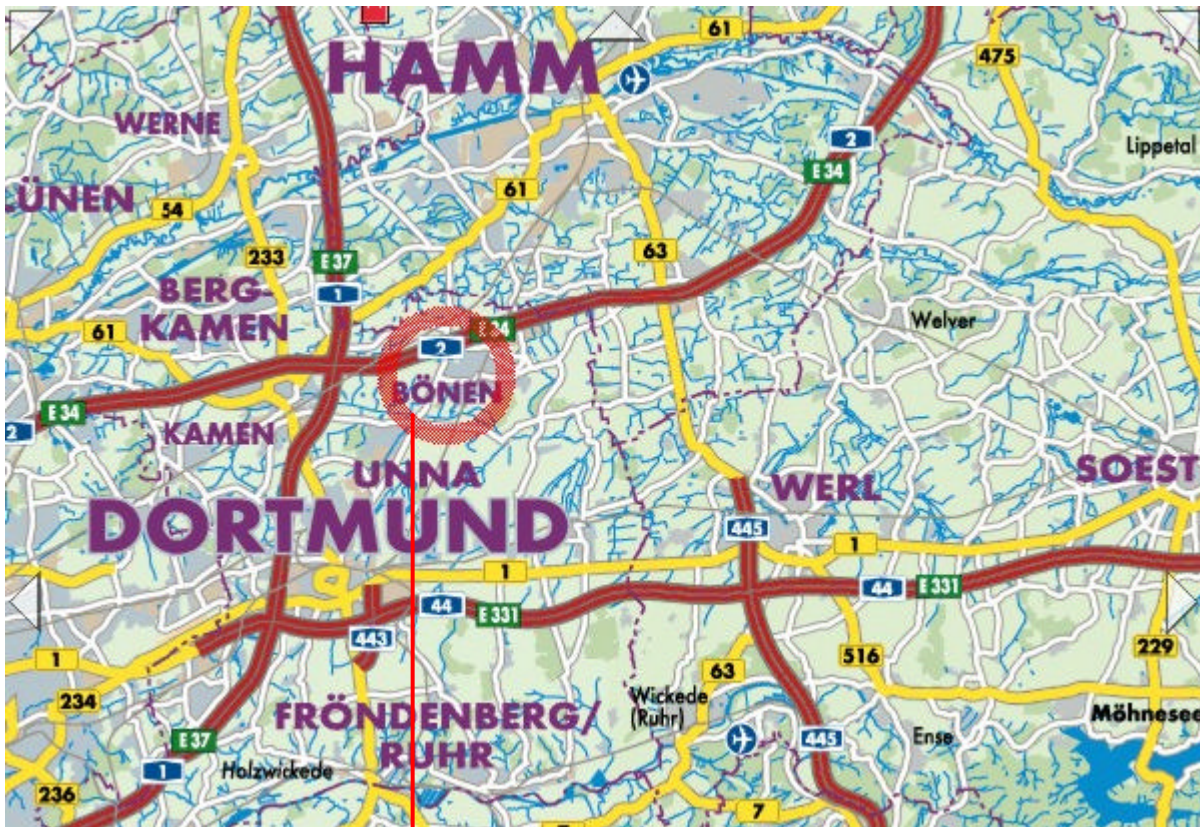 61
475
HAMM
WERNE
2
Lippetal
E 34
ÜNEN
54
61
233
63
E 37
1
BERG-
KAMEN
61
E 34
2
Welver
BÖNEN
E 34
2
KAMEN
UNNA
WERL
SOEST
DORTMUND
445
1
1
44
E 331
44
E 331
443
1
516
229
234
63
Wickede
(Ruhr)
FRÖNDENBERG/
RUHR
Möhnesee
E 37
445
Ense
1
Holzwickede
236
7